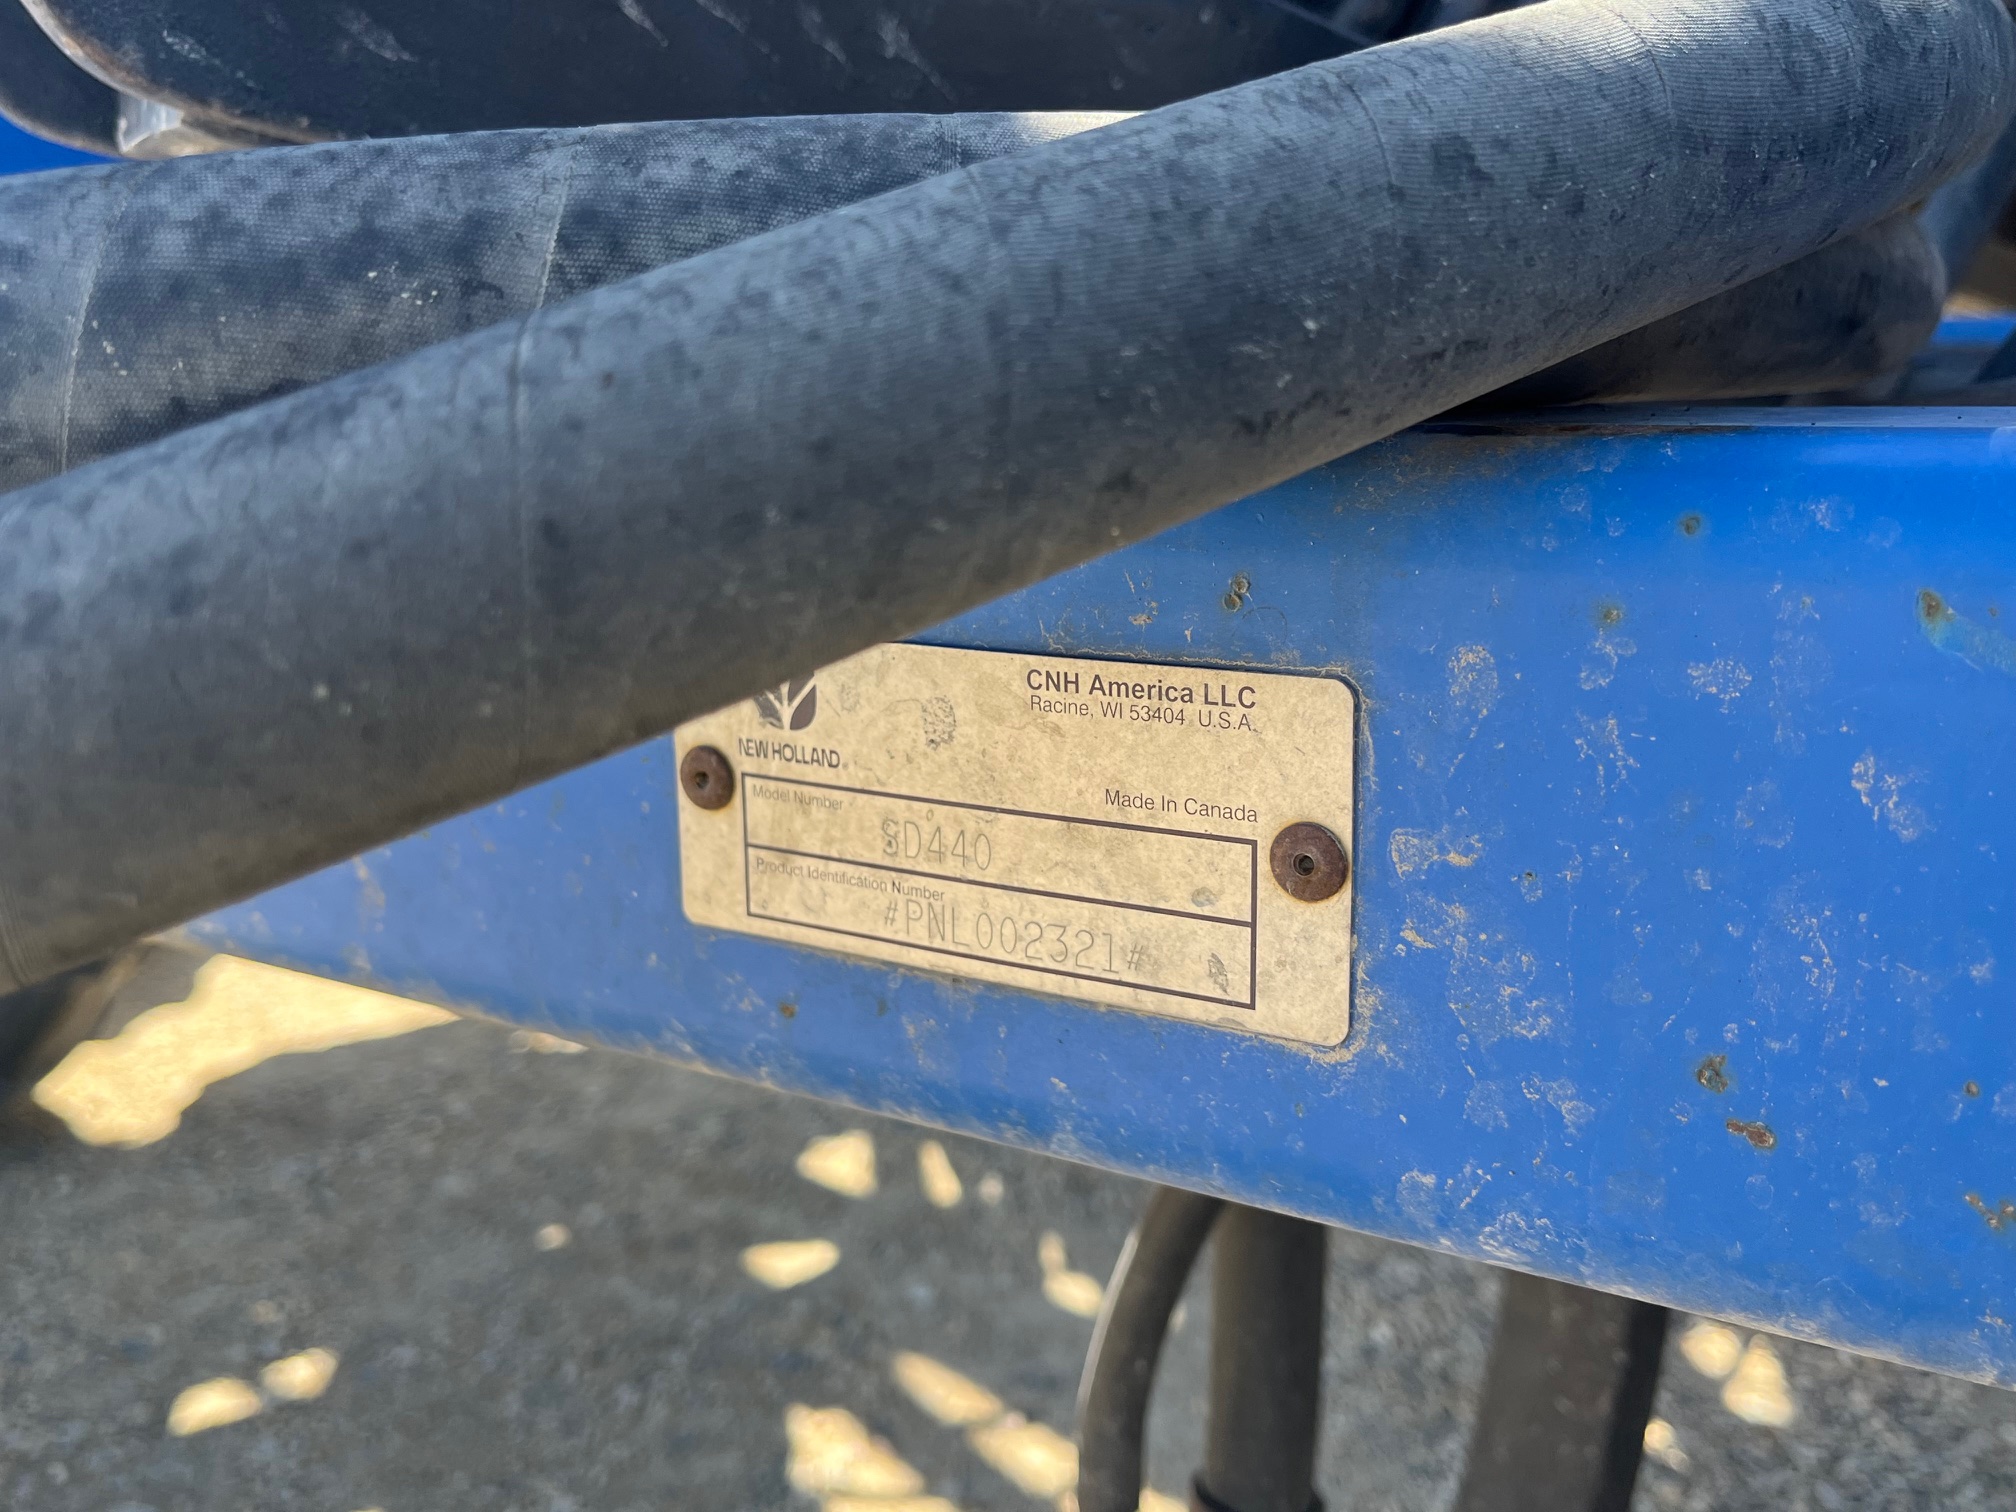 CNH America LLC
Racine, WI 53404 U.S.A.
NEW HOLLAND
Made In Canada
Model Number
SD440
Product Identification Number
#PNL002321#